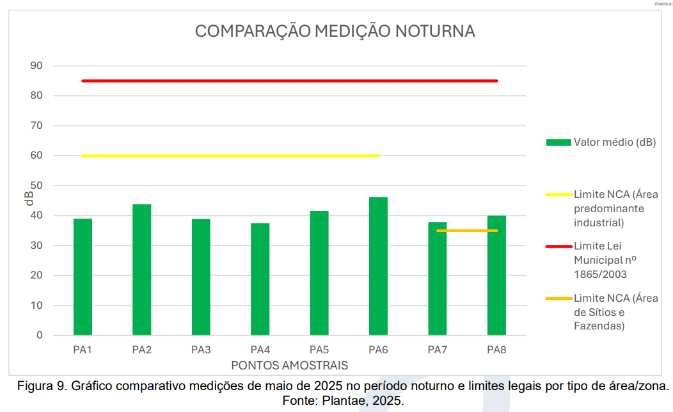 COMPARAÇÃO MEDIÇÃO NOTURNA
90
80
70
60
50
40
30
20
10
0
dB
PA1 PA2 PA3 PA4 PA5 PA6 PA7 PA8
PONTOS AMOSTRAIS
Valor médio (dB)
Limite NCA (Área
predominante
industrial)
Limite Lei
Municipal nº
1865/2003
Limite NCA (Área
de Sítios e
Fazendas)
Figura 9. Gráfico comparativo medições de maio de 2025 no período noturno e limites legais por tipo de área/zona.
Fonte: Plantae, 2025.